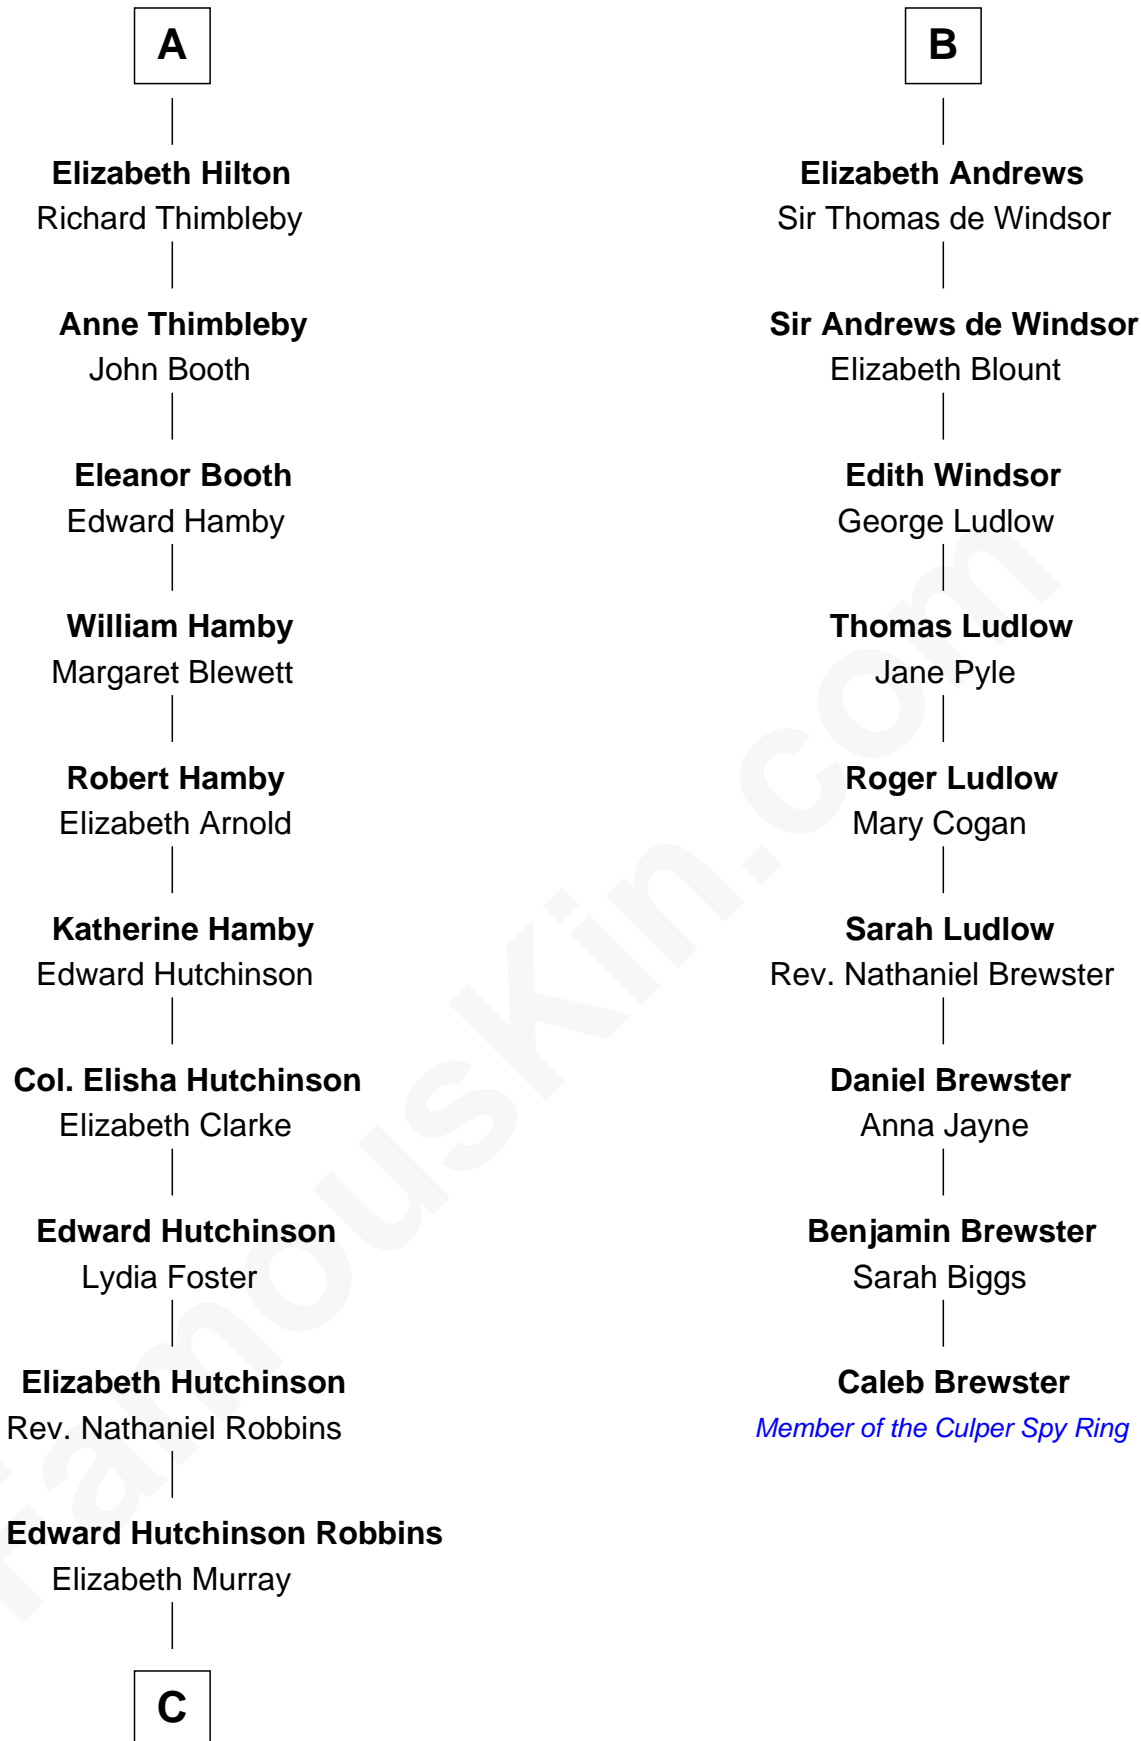 A
Elizabeth Hilton
Richard Thimbleby
Anne Thimbleby
John Booth
Eleanor Booth
Edward Hamby
William Hamby
Margaret Blewett
Robert Hamby
Elizabeth Arnold
Katherine Hamby
Edward Hutchinson
Col. Elisha Hutchinson
Elizabeth Clarke
Edward Hutchinson
Lydia Foster
Elizabeth Hutchinson
Rev. Nathaniel Robbins
Edward Hutchinson Robbins
Elizabeth Murray
C
B
Elizabeth Andrews
Sir Thomas de Windsor
Sir Andrews de Windsor
Elizabeth Blount
Edith Windsor
George Ludlow
Thomas Ludlow
Jane Pyle
Roger Ludlow
Mary Cogan
Sarah Ludlow
Rev. Nathaniel Brewster
Daniel Brewster
Anna Jayne
Benjamin Brewster
Sarah Biggs
Caleb Brewster
Member of the Culper Spy Ring
FamousKin.com